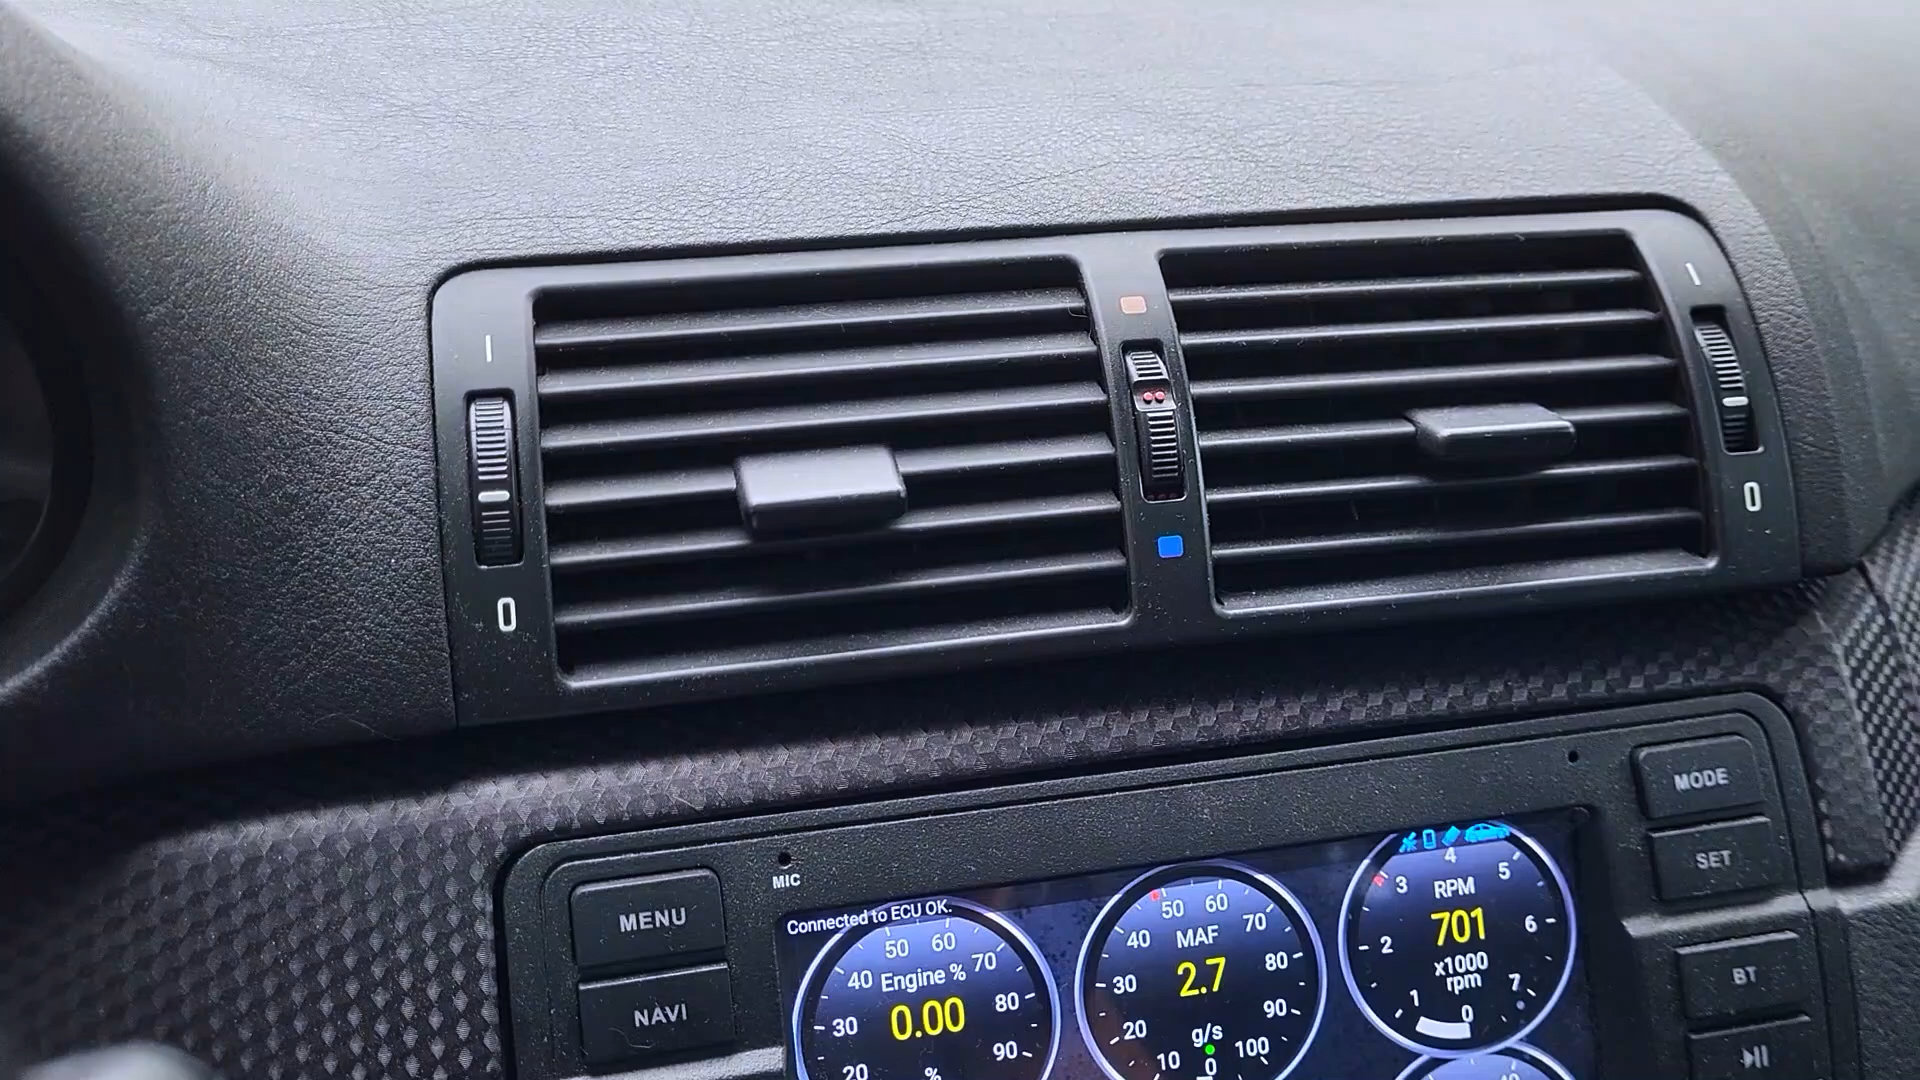 I
I
0
0
MODE
SET
MIC
MENU
NAVI
BT
Connected to ECU OK.
20
30
40
50
60
70
80
90
Engine %
0.00
%
0
10
20
30
40
50
60
70
80
90
100
MAF
2.7
g/s
0
1
2
3
4
5
6
7
RPM
701
x1000
rpm